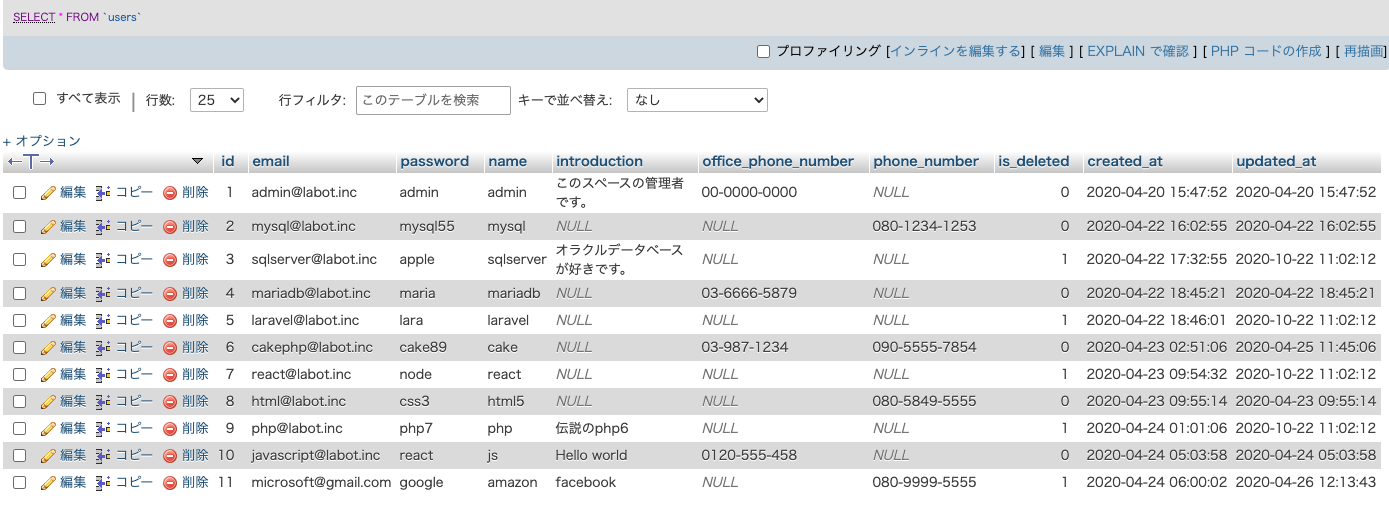 SELECT * FROM `users`
プロファイリング [インラインを編集する] [ 編集 ] [ EXPLAIN で確認 ] [ PHP コードの作成 ] [ 再描画]
すべて表示 | 行数: 25 行フィルタ: このテーブルを検索 キーで並べ替え: なし
+ オプション
←T→ id email password name introduction office_phone_number phone_number is_deleted created_at updated_at
編集 コピー 削除 1 admin@labot.inc admin admin このスペースの管理者 00-0000-0000 NULL 0 2020-04-20 15:47:52 2020-04-20 15:47:52
です。
編集 コピー 削除 2 mysql@labot.inc mysql55 mysql NULL NULL 080-1234-1253 0 2020-04-22 16:02:55 2020-04-22 16:02:55
編集 コピー 削除 3 sqlserver@labot.inc apple sqlserver オラクルデータベース NULL NULL 1 2020-04-22 17:32:55 2020-10-22 11:02:12
が好きです。
編集 コピー 削除 4 mariadb@labot.inc maria mariadb NULL 03-6666-5879 NULL 0 2020-04-22 18:45:21 2020-04-22 18:45:21
編集 コピー 削除 5 laravel@labot.inc lara laravel NULL NULL NULL 1 2020-04-22 18:46:01 2020-10-22 11:02:12
編集 コピー 削除 6 cakephp@labot.inc cake89 cake NULL 03-987-1234 090-5555-7854 0 2020-04-23 02:51:06 2020-04-25 11:45:06
編集 コピー 削除 7 react@labot.inc node react NULL NULL NULL 1 2020-04-23 09:54:32 2020-10-22 11:02:12
編集 コピー 削除 8 html@labot.inc css3 html5 NULL NULL 080-5849-5555 0 2020-04-23 09:55:14 2020-04-23 09:55:14
編集 コピー 削除 9 php@labot.inc php7 php 伝説のphp6 NULL NULL 1 2020-04-24 01:01:06 2020-10-22 11:02:12
編集 コピー 削除 10 javascript@labot.inc react js Hello world 0120-555-458 NULL 0 2020-04-24 05:03:58 2020-04-24 05:03:58
編集 コピー 削除 11 microsoft@gmail.com google amazon facebook NULL 080-9999-5555 1 2020-04-24 06:00:02 2020-04-26 12:13:43